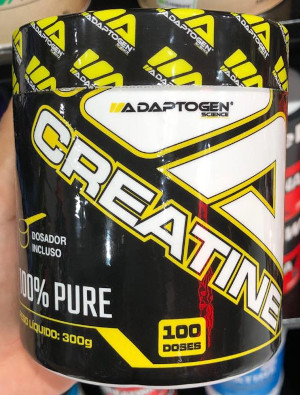 ADAPTOGEN
ADAPTOGEN
ADAPTOGEN®
SCIENCE
CREATINE
DOSADOR
INCLUSO
100% PURE
LÍQUIDO: 300g
100
DOSES